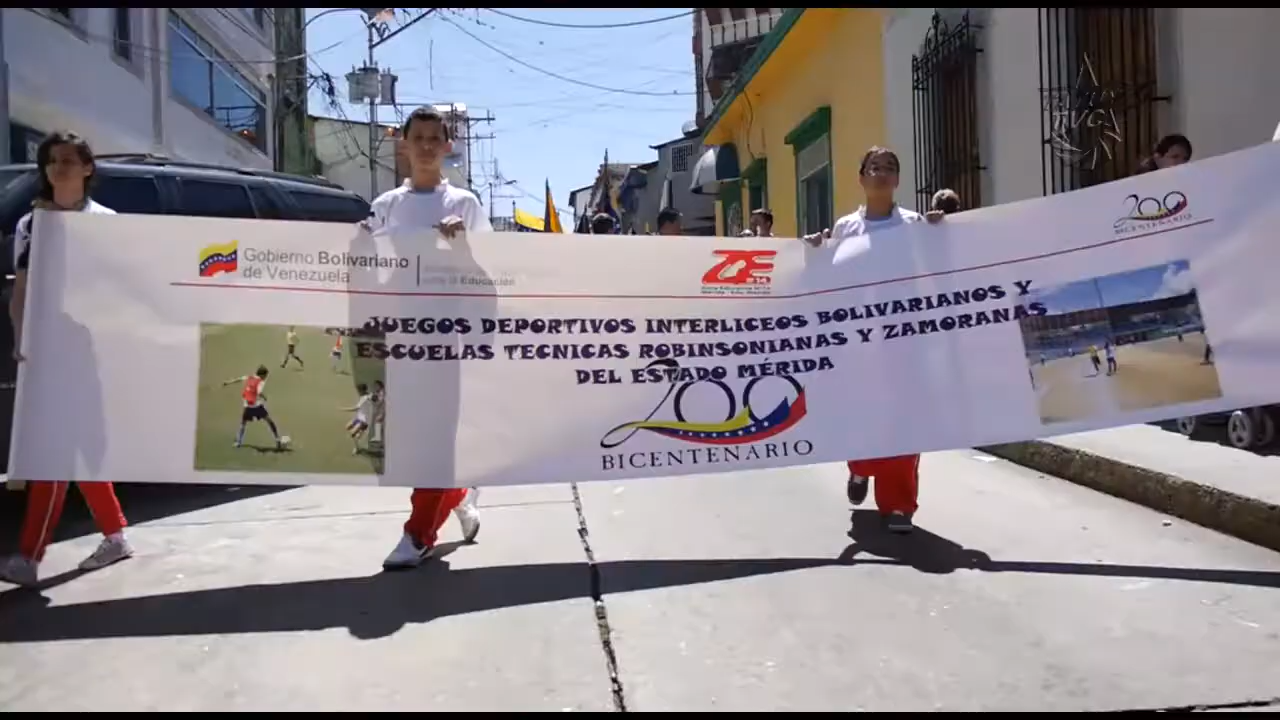 Gobierno Bolivariano
de Venezuela
Educación
ZE
200
BICENTENARIO
JUEGOS DEPORTIVOS INTERLICEOS BOLIVARIANOS Y
ESCUELAS TECNICAS ROBINSONIANAS Y ZAMORANAS
DEL ESTADO MÉRIDA
200
BICENTENARIO